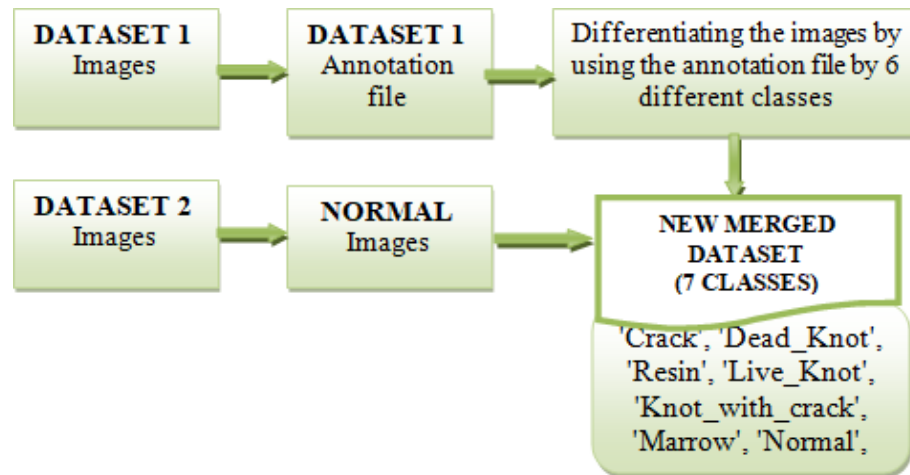 DATASET 1
Images
DATASET 1
Annotation
file
Differentiating the images by
using the annotation file by 6
different classes
DATASET 2
Images
NORMAL
Images
NEW MERGED
DATASET
(7 CLASSES)
'Crack', 'Dead_Knot',
'Resin', 'Live_Knot',
'Knot_with_crack',
'Marrow', 'Normal',